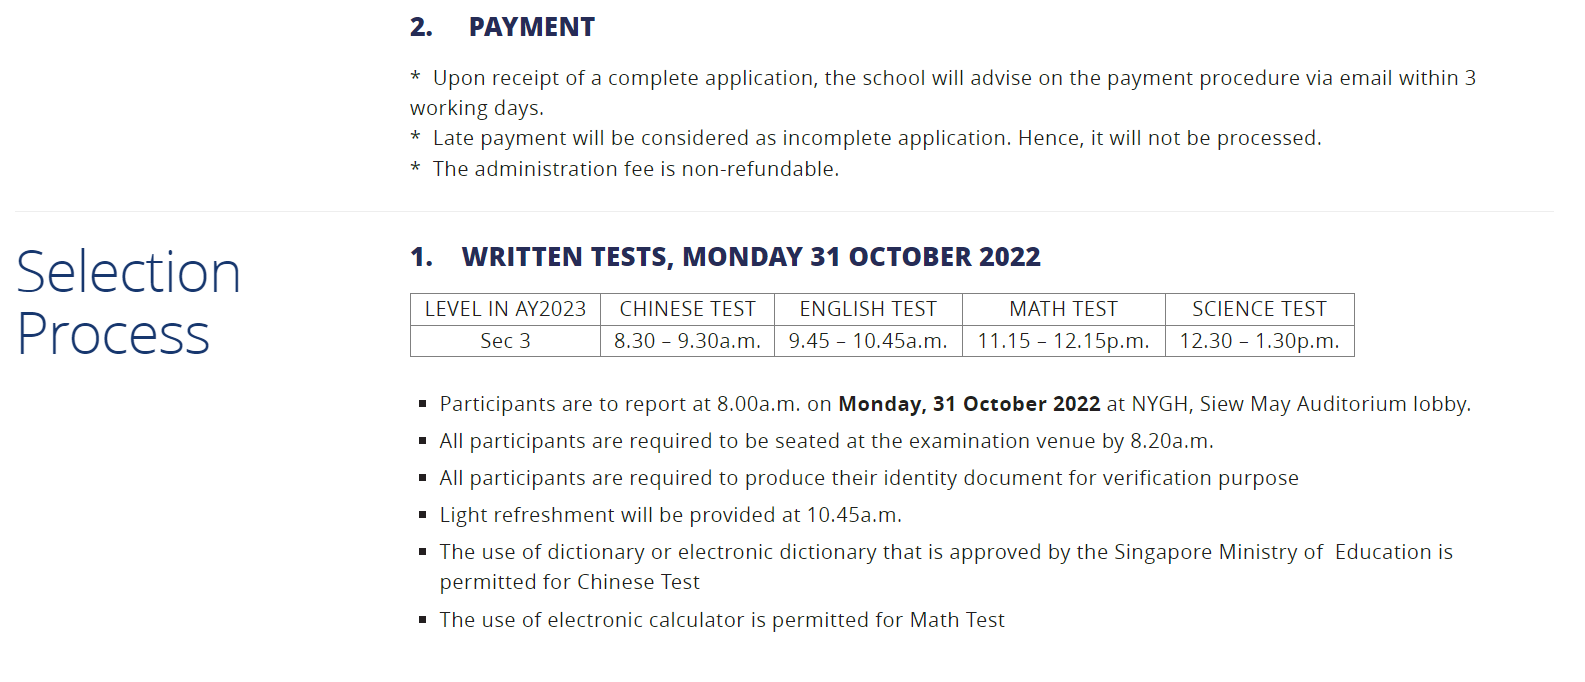 2. PAYMENT
* Upon receipt of a complete application, the school will advise on the payment procedure via email within 3
working days.
* Late payment will be considered as incomplete application. Hence, it will not be processed.
* The administration fee is non-refundable.
Selection
Process
1. WRITTEN TESTS, MONDAY 31 OCTOBER 2022
LEVEL IN AY2023 CHINESE TEST ENGLISH TEST MATH TEST SCIENCE TEST
Sec 3 8.30 – 9.30a.m. 9.45 – 10.45a.m. 11.15 – 12.15p.m. 12.30 – 1.30p.m.
▪ Participants are to report at 8.00a.m. on Monday, 31 October 2022 at NYGH, Siew May Auditorium lobby.
▪ All participants are required to be seated at the examination venue by 8.20a.m.
▪ All participants are required to produce their identity document for verification purpose
▪ Light refreshment will be provided at 10.45a.m.
▪ The use of dictionary or electronic dictionary that is approved by the Singapore Ministry of Education is
permitted for Chinese Test
▪ The use of electronic calculator is permitted for Math Test